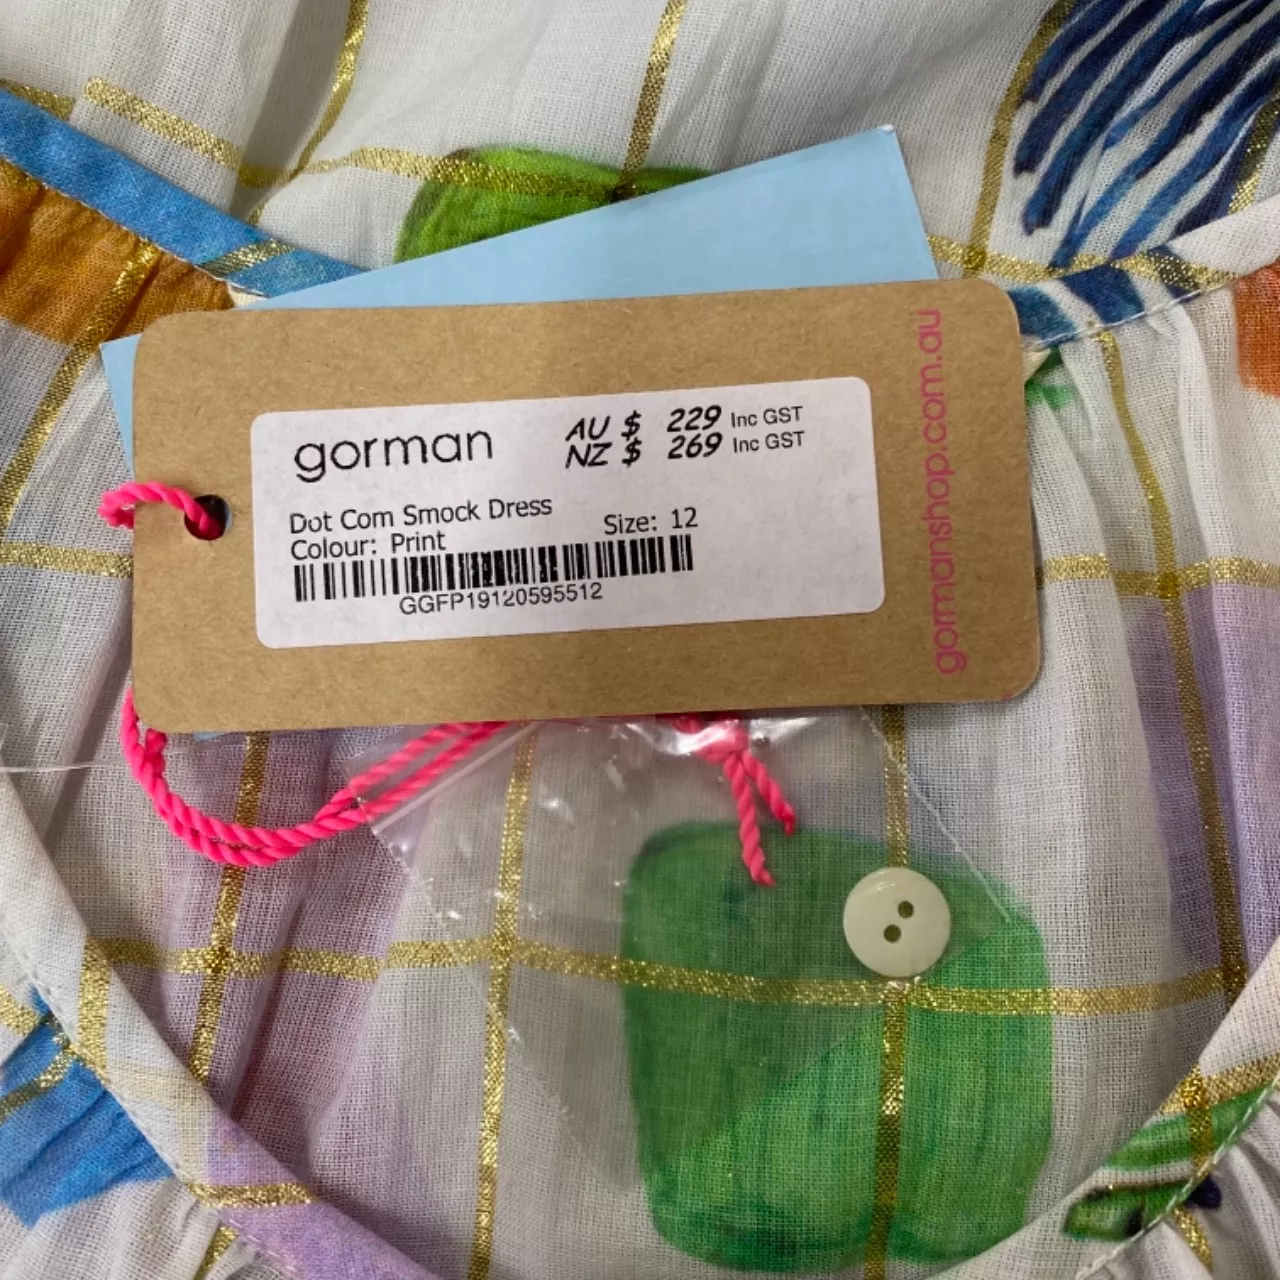 gorman
AU $ 229 Inc GST
NZ $ 269 Inc GST
Dot Com Smock Dress
Colour: Print
Size: 12
GGFP19120595512
gormanshop.com.au